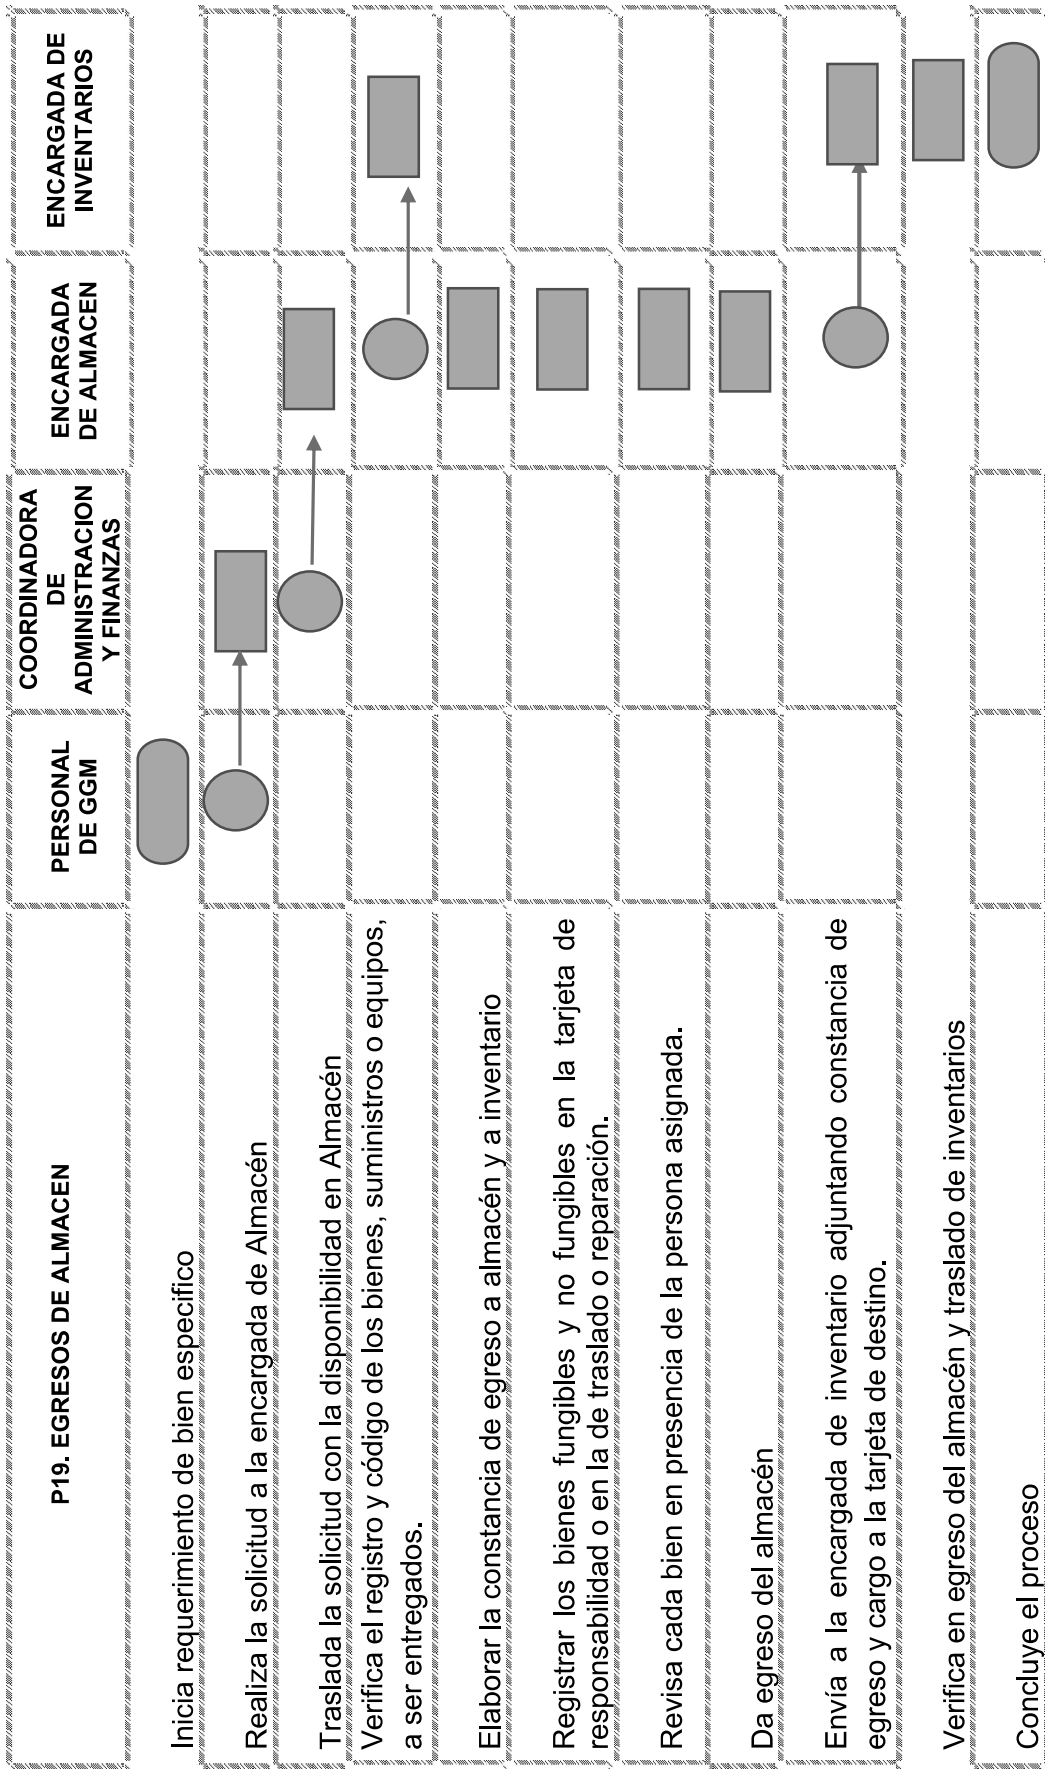 P19. EGRESOS DE ALMACEN
PERSONAL
DE GGM
COORDINADORA
DE
ADMINISTRACION
Y FINANZAS
ENCARGADA
DE ALMACEN
ENCARGADA DE
INVENTARIOS
Inicia requerimiento de bien especifico
Realiza la solicitud a la encargada de Almacén
Traslada la solicitud con la disponibilidad en Almacén
Verifica el registro y código de los bienes, suministros o equipos,
a ser entregados.
Elaborar la constancia de egreso a almacén y a inventario
Registrar los bienes fungibles y no fungibles en la tarjeta de
responsabilidad o en la de traslado o reparación.
Revisa cada bien en presencia de la persona asignada.
Da egreso del almacén
Envía a la encargada de inventario adjuntando constancia de
egreso y cargo a la tarjeta de destino.
Verifica en egreso del almacén y traslado de inventarios
Concluye el proceso